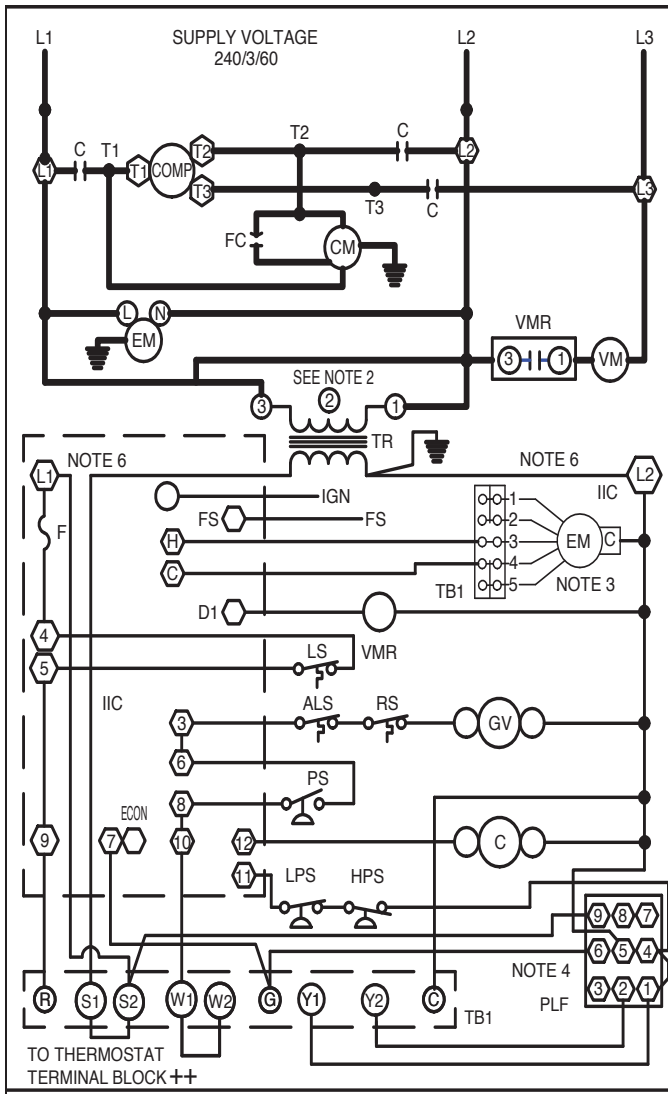 L1 SUPPLY VOLTAGE L2 L3
240/3/60
T2 C
C T1 T2 L2
L1 T1 COMP
T3 L3
T3 C
FC CM
L N VMR
EM
3 1 VM
SEE NOTE 2
3 2 1
TR
NOTE 6 NOTE 6
L1 L2
IGN 1 IIC
F FS FS 2
H 3 EM C
C 4
TB1 5 NOTE 3
D1
4 LS VMR
5
IIC ALS RS
3 GV
6
PS
ECON 8
9 7 10 12 C
11 LPS HPS
9 8 7
6 5 4
NOTE 4
3 2 1
PLF
R S1 S2 W1 W2 G Y1 Y2 C
TB1
TO THERMOSTAT
TERMINAL BLOCK ++